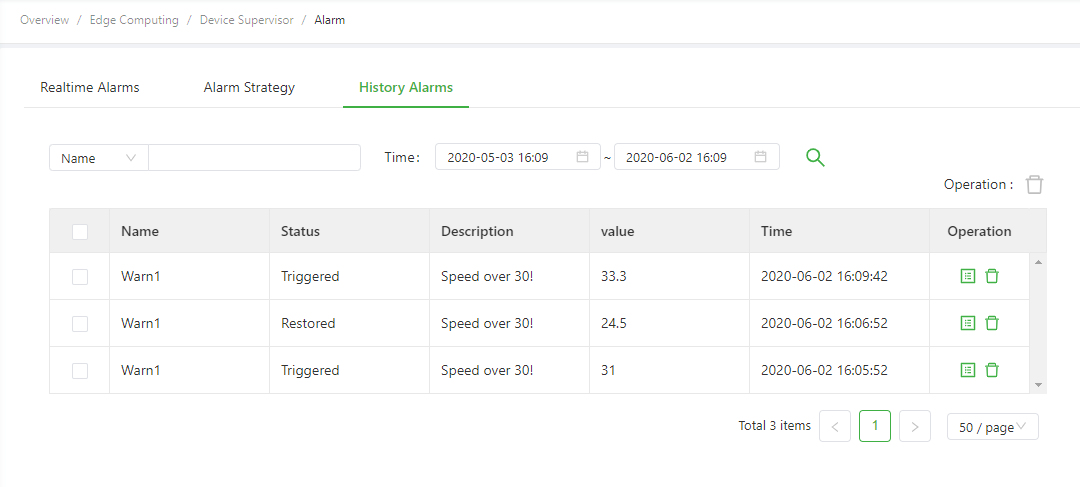 Overview / Edge Computing / Device Supervisor / Alarm
Realtime Alarms Alarm Strategy History Alarms
Name Time: 2020-05-03 16:09 ~ 2020-06-02 16:09
Operation :
Name Status Description value Time Operation
Warn1 Triggered Speed over 30! 33.3 2020-06-02 16:09:42
Warn1 Restored Speed over 30! 24.5 2020-06-02 16:06:52
Warn1 Triggered Speed over 30! 31 2020-06-02 16:05:52
Total 3 items < 1 > 50 / page